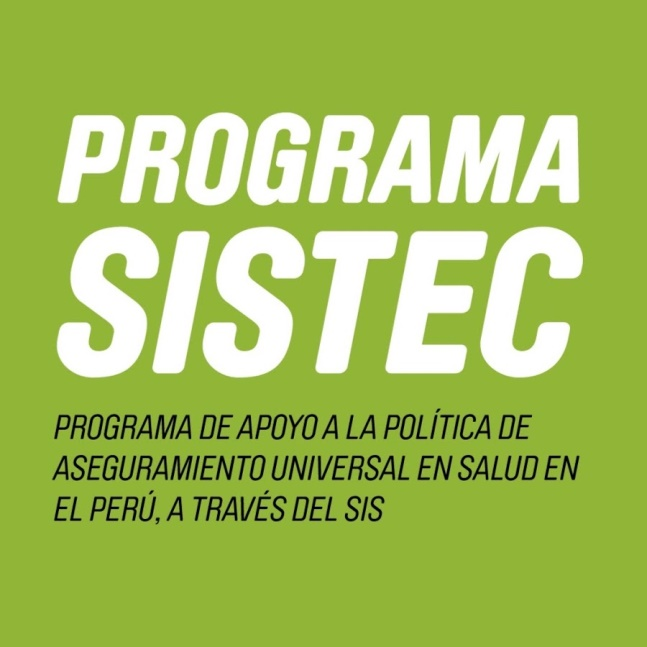 PROGRAMA
SISTEC
PROGRAMA DE APOYO A LA POLÍTICA DE
ASEGURAMIENTO UNIVERSAL EN SALUD EN
EL PERÚ, A TRAVÉS DEL SIS